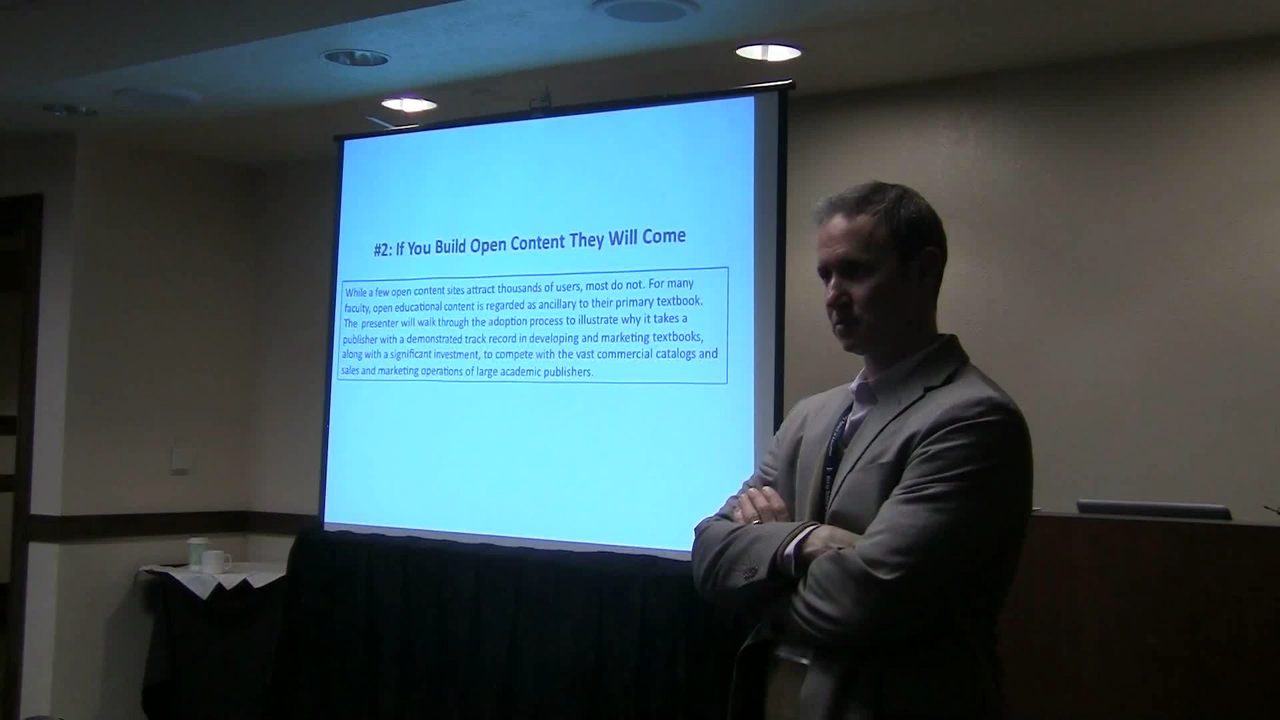 #2: If You Build Open Content They Will Come
While a few open content sites attract thousands of users, most do not. For many
faculty, open educational content is regarded as ancillary to their primary textbook.
The presenter will walk through the adoption process to illustrate why it takes a
publisher with a demonstrated track record in developing and marketing textbooks,
along with a significant investment, to compete with the vast commercial catalogs and
sales and marketing operations of large academic publishers.